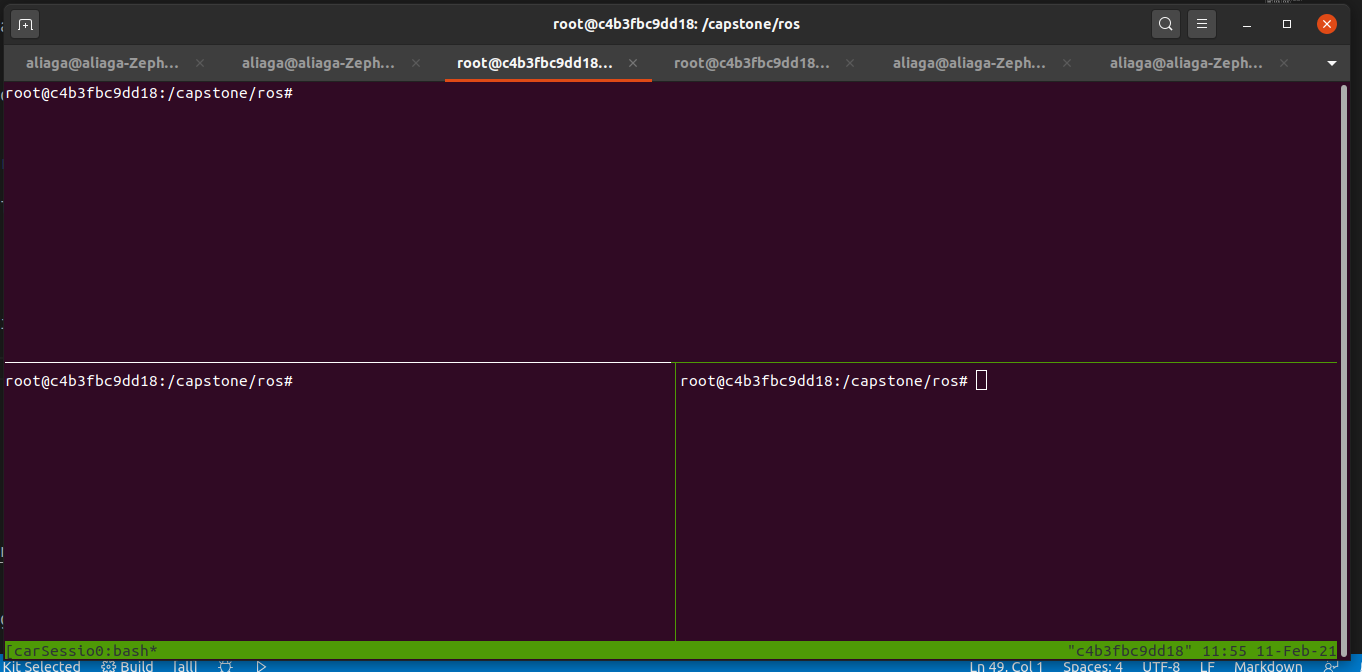 root@c4b3fbc9dd18: /capstone/ros
aliaga@aliaga-Zeph... aliaga@aliaga-Zeph... root@c4b3fbc9dd18... root@c4b3fbc9dd18... aliaga@aliaga-Zeph... aliaga@aliaga-Zeph...
root@c4b3fbc9dd18:/capstone/ros#
root@c4b3fbc9dd18:/capstone/ros# root@c4b3fbc9dd18:/capstone/ros#
[carSessio0:bash* "c4b3fbc9dd18" 11:55 11-Feb-21
Kit Selected Build [all] Ln 49, Col 1 Spaces: 4 UTF-8 LF Markdown